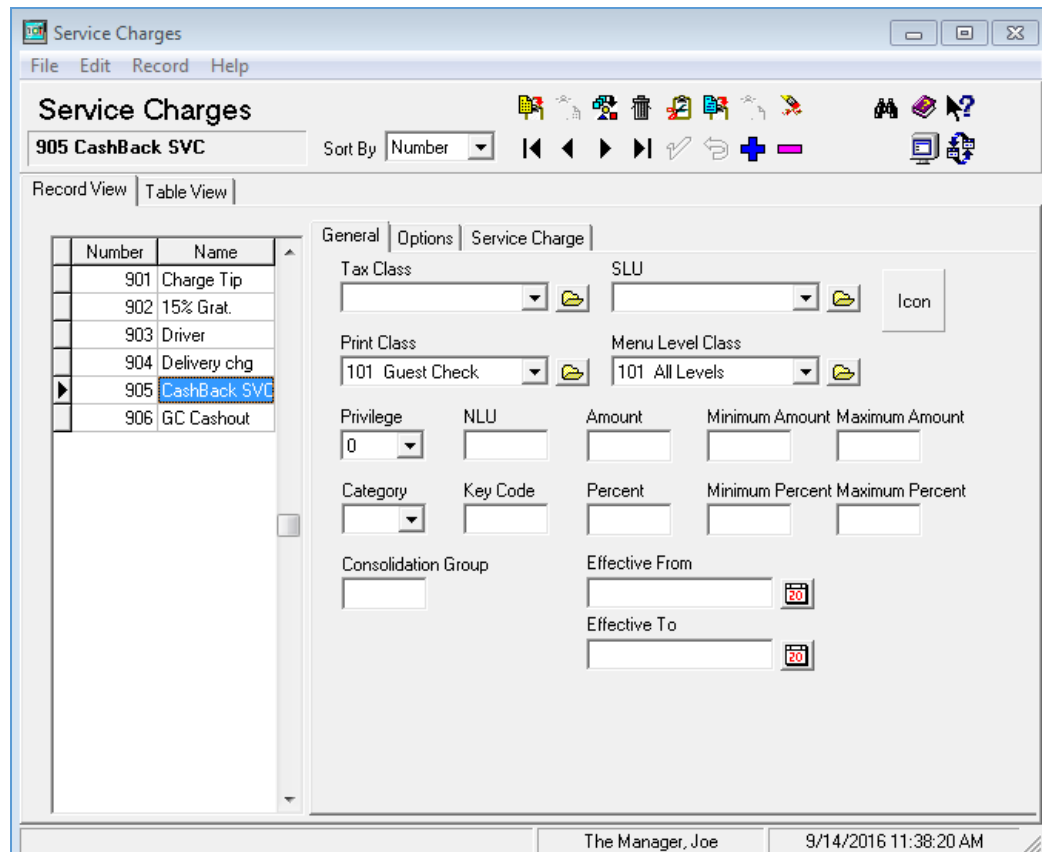 Service Charges
File Edit Record Help
Service Charges
905 CashBack SVC
Sort By Number
Record View Table View
Number Name
901 Charge Tip
902 15% Grat.
903 Driver
904 Delivery chg
905 CashBack SVC
906 GC Cashout
General Options Service Charge
Tax Class SLU
Icon
Print Class Menu Level Class
101 Guest Check 101 All Levels
Privilege NLU Amount Minimum Amount Maximum Amount
0
Category Key Code Percent Minimum Percent Maximum Percent
Consolidation Group Effective From
20
Effective To
20
The Manager, Joe 9/14/2016 11:38:20 AM